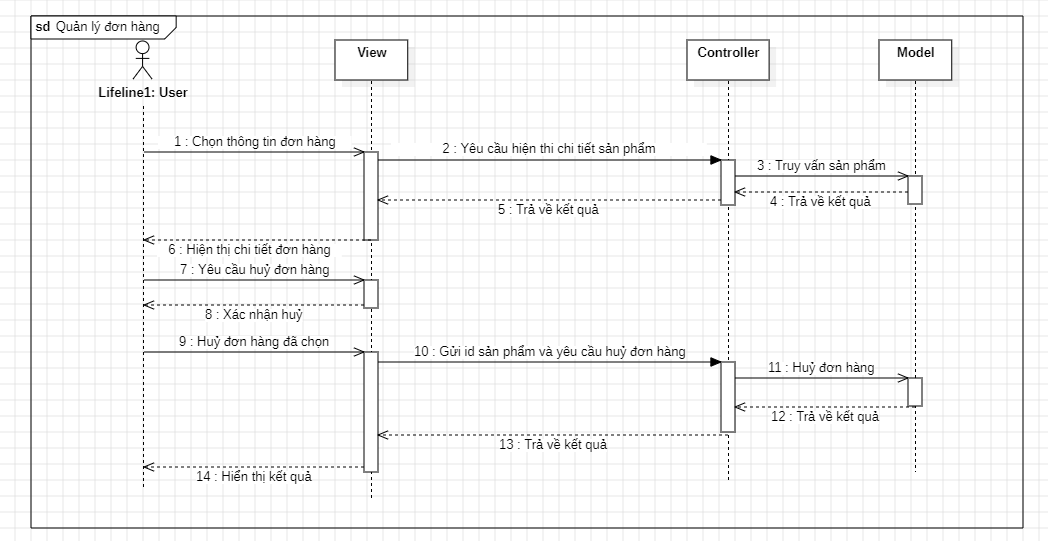 sd Quản lý đơn hàng
View
Controller
Model
Lifeline1: User
1 : Chọn thông tin đơn hàng
2 : Yêu cầu hiện thi chi tiết sản phẩm
3 : Truy vấn sản phẩm
4 : Trả về kết quả
5 : Trả về kết quả
6 : Hiện thị chi tiết đơn hàng
7 : Yêu cầu huỷ đơn hàng
8 : Xác nhận huỷ
9 : Huỷ đơn hàng đã chọn
10 : Gửi id sản phẩm và yêu cầu huỷ đơn hàng
11 : Huỷ đơn hàng
12 : Trả về kết quả
13 : Trả về kết quả
14 : Hiển thị kết quả